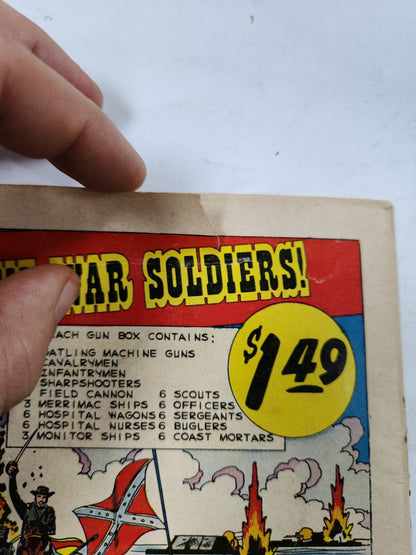 WAR SOLDIERS!
EACH GUN BOX CONTAINS:
GATLING MACHINE GUNS
CAVALRYMEN
INFANTRYMEN
SHARPSHOOTERS
FIELD CANNON 6 SCOUTS
3 MERRIMAC SHIPS 6 OFFICERS
6 HOSPITAL WAGONS 6 SERGEANTS
6 HOSPITAL NURSES 6 BUGLERS
3 MONITOR SHIPS 6 COAST MORTARS
$1.49